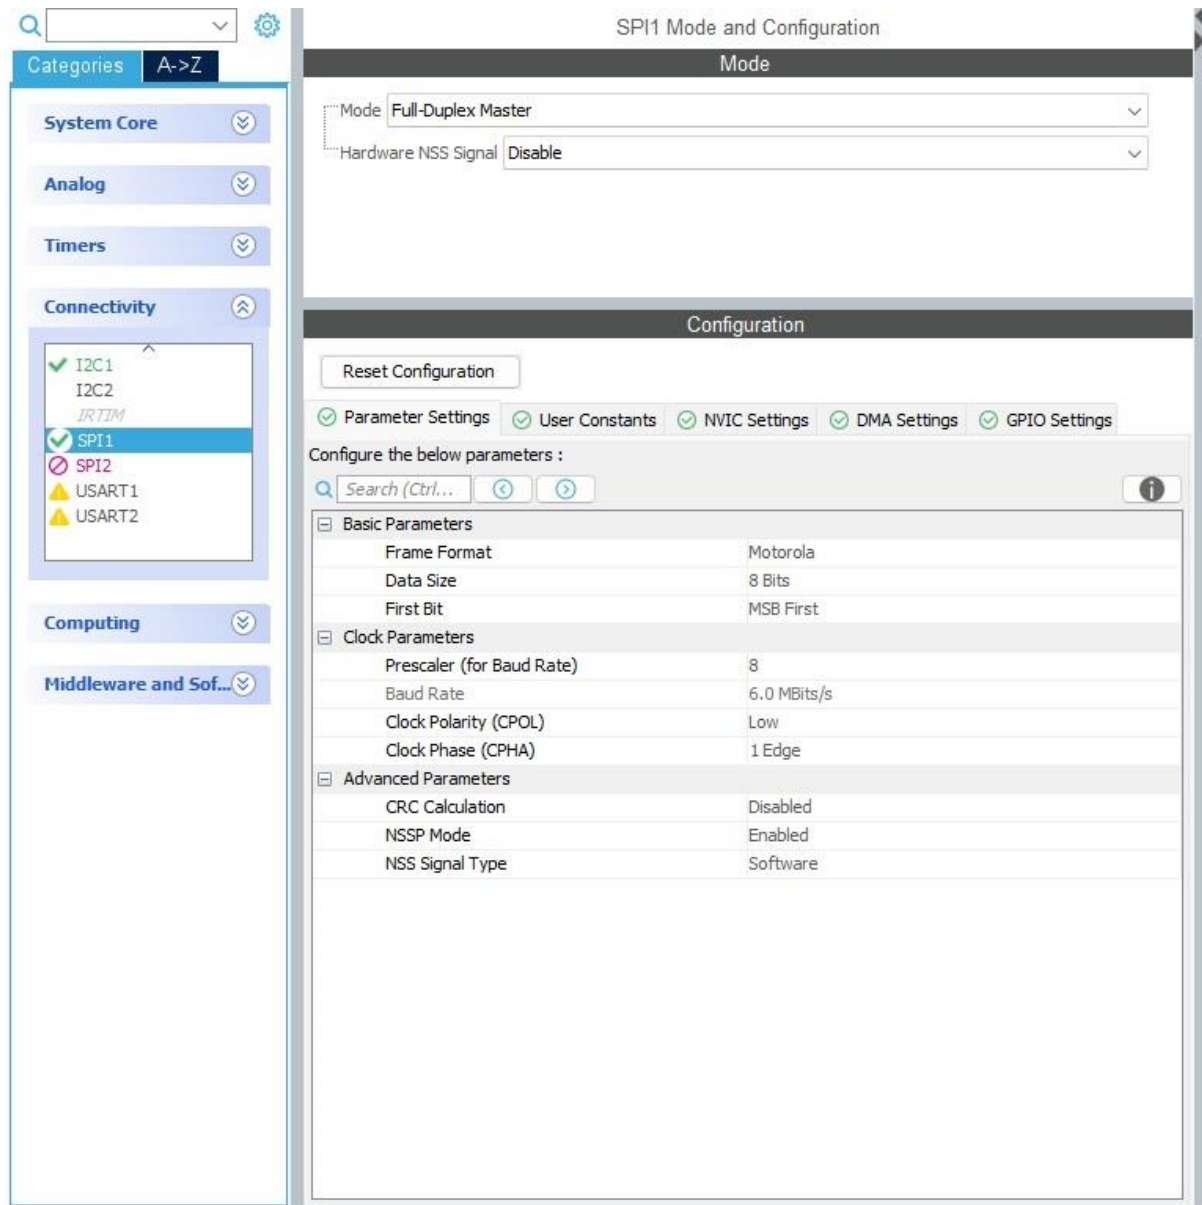 Categories
A->Z
System Core
Analog
Timers
Connectivity
I2C1
I2C2
IRTIM
SPI1
SPI2
USART1
USART2
Computing
Middleware and Sof...
SPI1 Mode and Configuration
Mode
Mode Full-Duplex Master
Hardware NSS Signal Disable
Configuration
Reset Configuration
Parameter Settings User Constants NVIC Settings DMA Settings GPIO Settings
Configure the below parameters :
Search (Ctrl...
Basic Parameters
Frame Format Motorola
Data Size 8 Bits
First Bit MSB First
Clock Parameters
Prescaler (for Baud Rate) 8
Baud Rate 6.0 MBits/s
Clock Polarity (CPOL) Low
Clock Phase (CPHA) 1 Edge
Advanced Parameters
CRC Calculation Disabled
NSSP Mode Enabled
NSS Signal Type Software